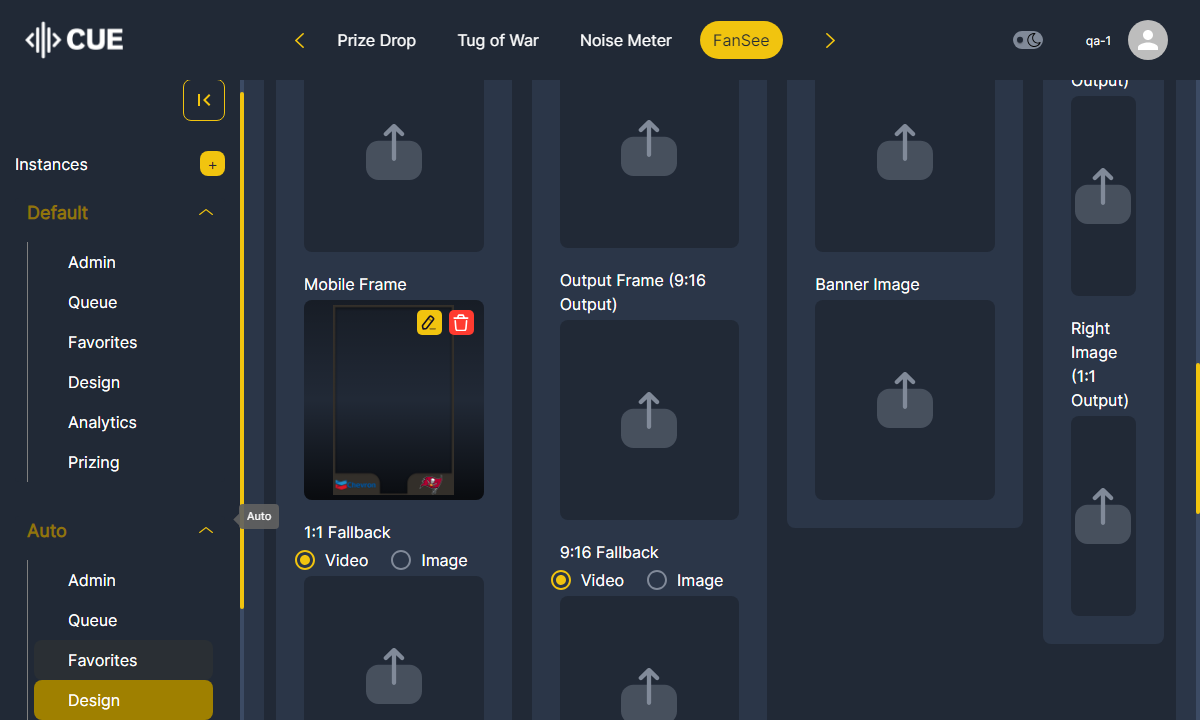 CUE
Prize Drop
Tug of War
Noise Meter
FanSee
qa-1
Instances
+
Default
Admin
Queue
Favorites
Design
Analytics
Prizing
Auto
Auto
Admin
Queue
Favorites
Design
Mobile Frame
1:1 Fallback
Video
Image
Output Frame (9:16
Output)
9:16 Fallback
Video
Image
Banner Image
Output)
Right
Image
(1:1
Output)